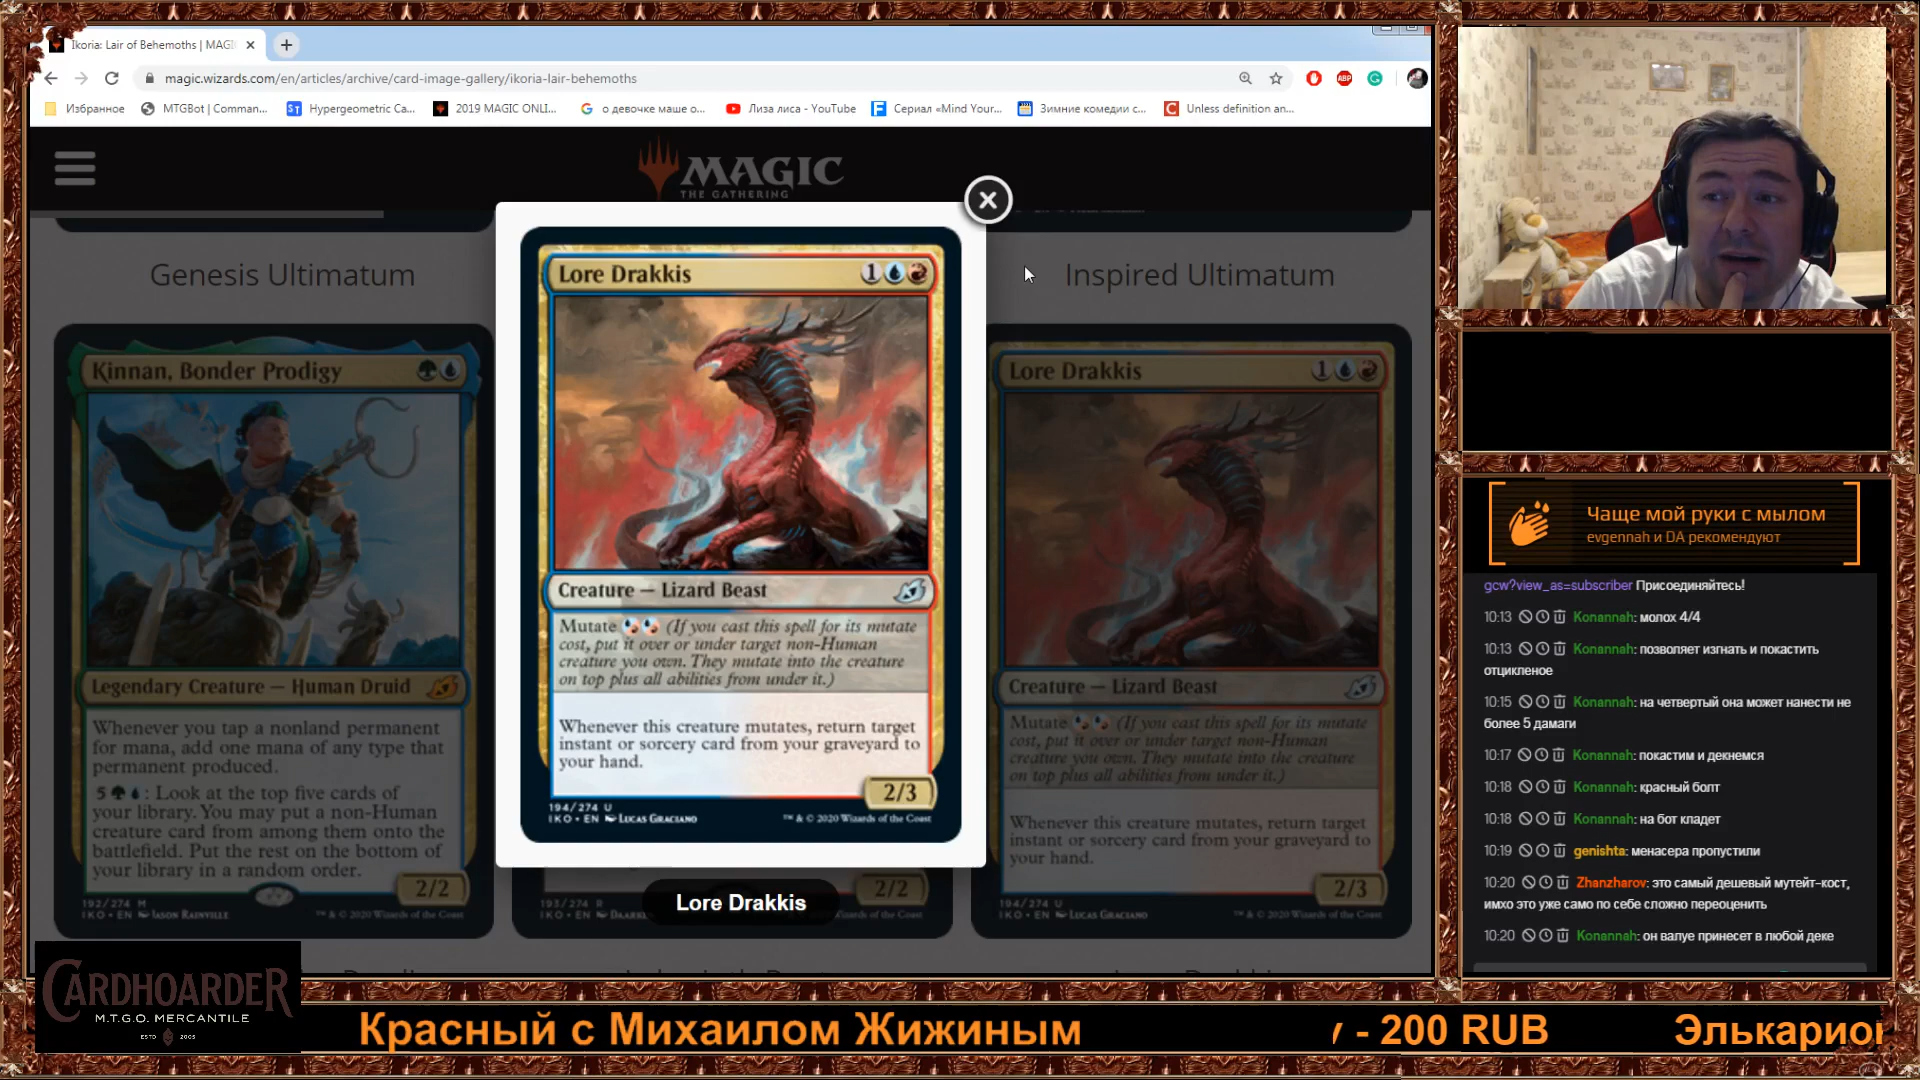 Ikoria: Lair of Behemoths | MAGI
magic.wizards.com/en/articles/archive/card-image-gallery/ikoria-lair-behemoths
Избранное
MTGBot | Comman...
Hypergeometric Ca...
2019 MAGIC ONLI...
о девочке маше о...
Лиза лиса - YouTube
Сериал «Mind Your...
Зимние комедии с...
Unless definition an...
MAGIC
THE GATHERING
Genesis Ultimatum
Inspired Ultimatum
Kinnan, Bonder Prodigy
Legendary Creature — Human Druid
Whenever you tap a nonland permanent
for mana, add one mana of any type that
permanent produced.
5 : Look at the top five cards of
your library. You may put a non-Human
creature card from among them onto the
battlefield. Put the rest on the bottom of
your library in a random order.
2/2
192/274 M
IKO • EN Jason Rainville
™ & © 2020 Wizards of the Coast
Lore Drakkis
1
Creature — Lizard Beast
Mutate (If you cast this spell for its mutate
cost, put it over or under target non-Human
creature you own. They mutate into the creature
on top plus all abilities from under it.)
Whenever this creature mutates, return target
instant or sorcery card from your graveyard to
your hand.
2/3
194/274 U
IKO • EN Lucas Graciano
™ & © 2020 Wizards of the Coast
Lore Drakkis
2/2
193/274 R
IKO • EN
Wizards of the Coast
Lore Drakkis
1
Creature — Lizard Beast
Mutate (If you cast this spell for its mutate
cost, put it over or under target non-Human
creature you own. They mutate into the creature
on top plus all abilities from under it.)
Whenever this creature mutates, return target
instant or sorcery card from your graveyard to
your hand.
2/3
194/274 U
IKO • EN Lucas Graciano
™ & © 2020 Wizards of the Coast
Чаще мой руки с мылом
evgennah и DA рекомендуют
gcw?view_as=subscriber Присоединяйтесь!
10:13 Konannah: молох 4/4
10:13 Konannah: позволяет изгнать и покастить
отцикленое
10:15 Konannah: на четвертый она может нанести не
более 5 дамаги
10:17 Konannah: покастим и декнемся
10:18 Konannah: красный болт
10:18 Konannah: на бот кладет
10:19 genishta: менасера пропустили
10:20 Zhanzharov: это самый дешевый мутейт-кост,
имхо это уже само по себе сложно переоценить
10:20 Konannah: он валуе принесет в любой деке
CARDHOARDER
M.T.G.O. MERCANTILE
ESTD 2005
Красный с Михаилом Жижиным
- 200 RUB
Элькарио